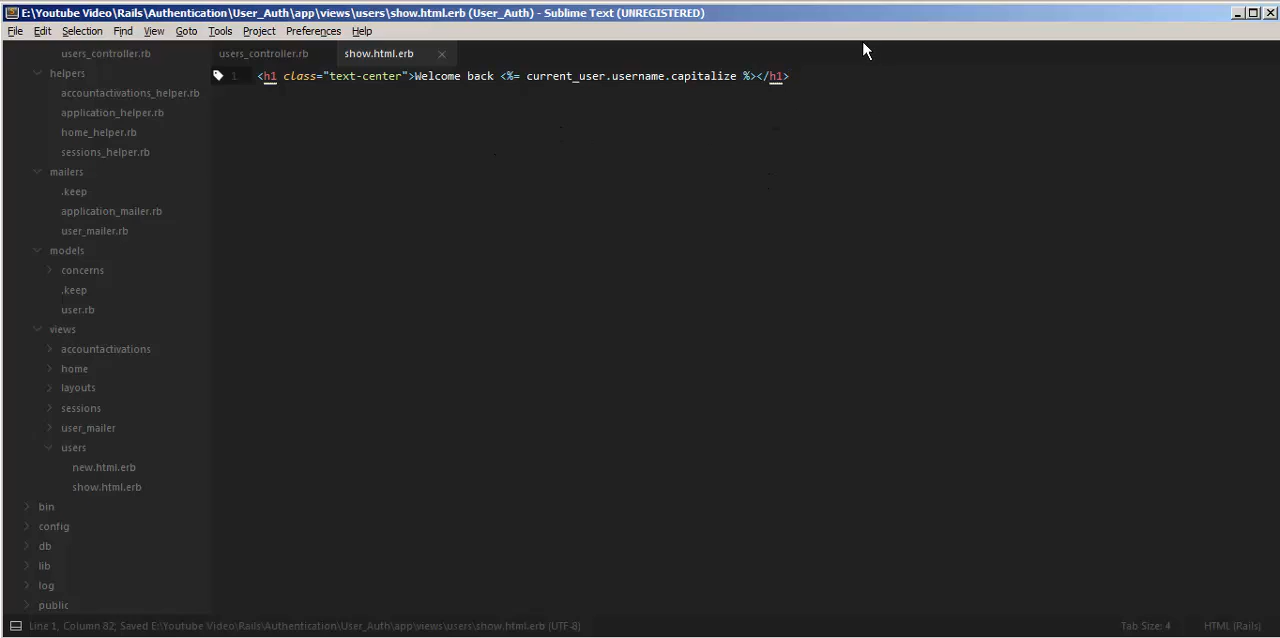 E:\Youtube Video\Rails\Authentication\User_Auth\app\views\users\show.html.erb (User_Auth) - Sublime Text (UNREGISTERED)
File Edit Selection Find View Goto Tools Project Preferences Help
users_controller.rb
helpers
accountactivations_helper.rb
application_helper.rb
home_helper.rb
sessions_helper.rb
mailers
.keep
application_mailer.rb
user_mailer.rb
models
concerns
.keep
user.rb
views
accountactivations
home
layouts
sessions
user_mailer
users
new.html.erb
show.html.erb
bin
config
db
lib
log
public
users_controller.rb show.html.erb
1 <h1 class="text-center">Welcome back <%= current_user.username.capitalize %></h1>
Line 1, Column 82; Saved E:\Youtube Video\Rails\Authentication\User_Auth\app\views\users\show.html.erb (UTF-8) Tab Size: 4 HTML (Rails)